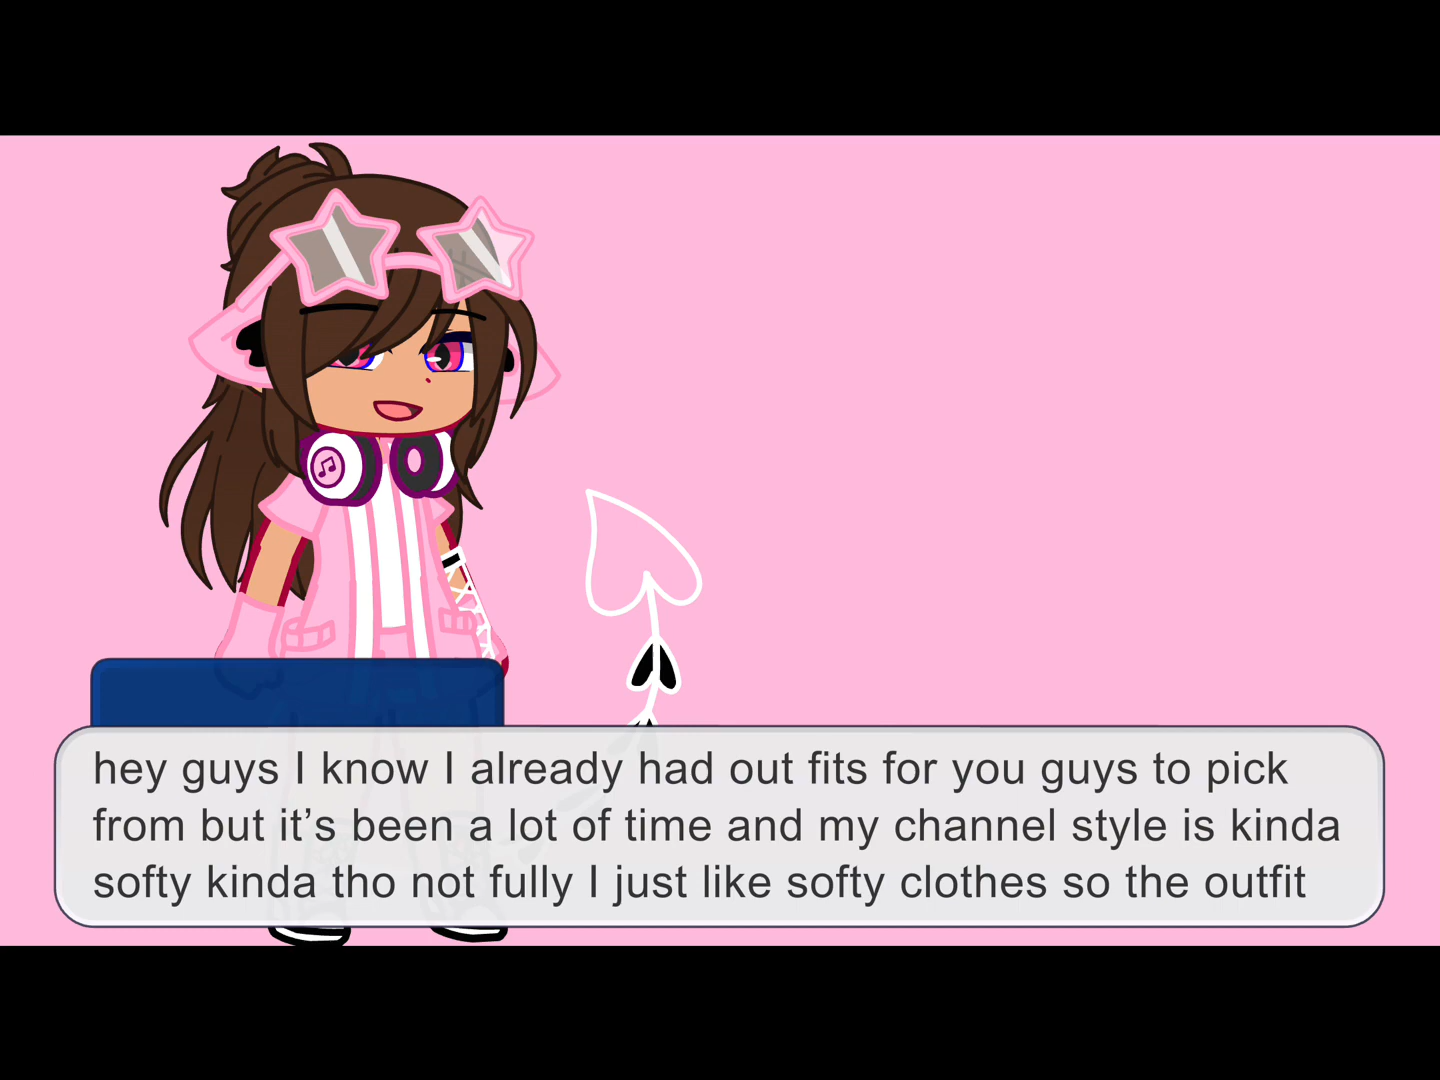 hey guys I know I already had out fits for you guys to pick
from but it’s been a lot of time and my channel style is kinda
softy kinda tho not fully I just like softy clothes so the outfit